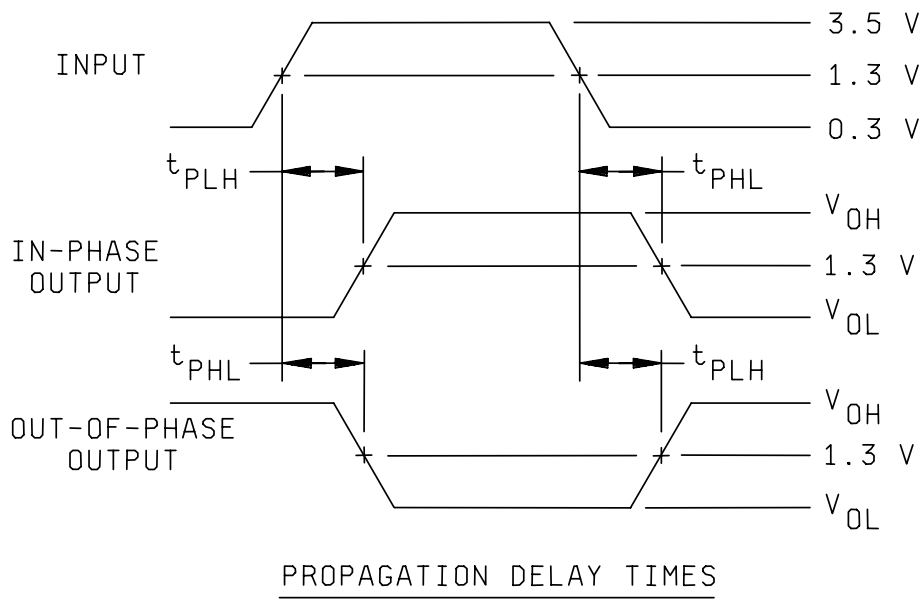 3.5 V
INPUT
1.3 V
0.3 V
tPLH
tPHL
VOH
IN-PHASE
OUTPUT
1.3 V
VOL
tPHL
tPLH
VOH
OUT-OF-PHASE
OUTPUT
1.3 V
VOL
PROPAGATION DELAY TIMES